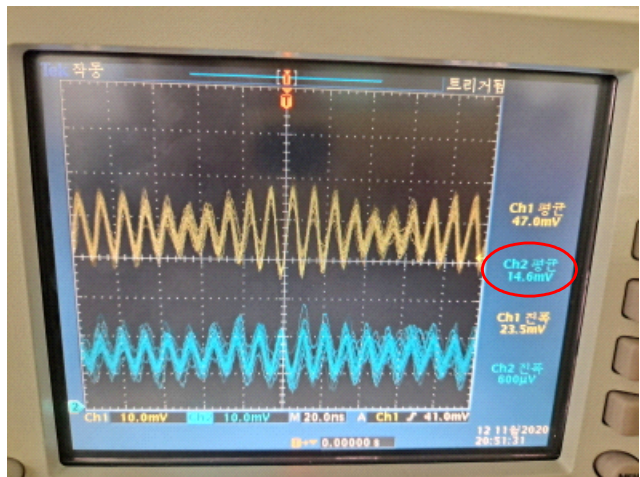 Tek 작동
트리거됨
U
T
Ch1 평균
47.0mV
Ch2 평균
14.6mV
Ch1 진폭
23.5mV
Ch2 진폭
600μV
2
Ch1 10.0mV Ch2 10.0mV M 20.0ns A Ch1 41.0mV
0.00000 s
12 11월 2020
20:51:31